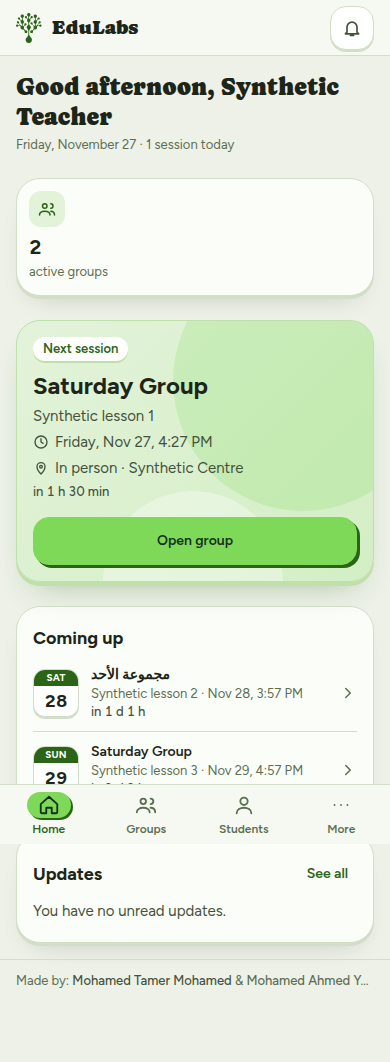 EduLabs
Good afternoon, Synthetic
Teacher
Friday, November 27 · 1 session today
2
active groups
Next session
Saturday Group
Synthetic lesson 1
Friday, Nov 27, 4:27 PM
In person · Synthetic Centre
in 1 h 30 min
Open group
Coming up
SAT
28
مجموعة الأحد
Synthetic lesson 2 · Nov 28, 3:57 PM
in 1 d 1 h
SUN
29
Saturday Group
Synthetic lesson 3 · Nov 29, 4:57 PM
Home
Groups
Students
More
Updates
See all
You have no unread updates.
Made by: Mohamed Tamer Mohamed & Mohamed Ahmed Y...